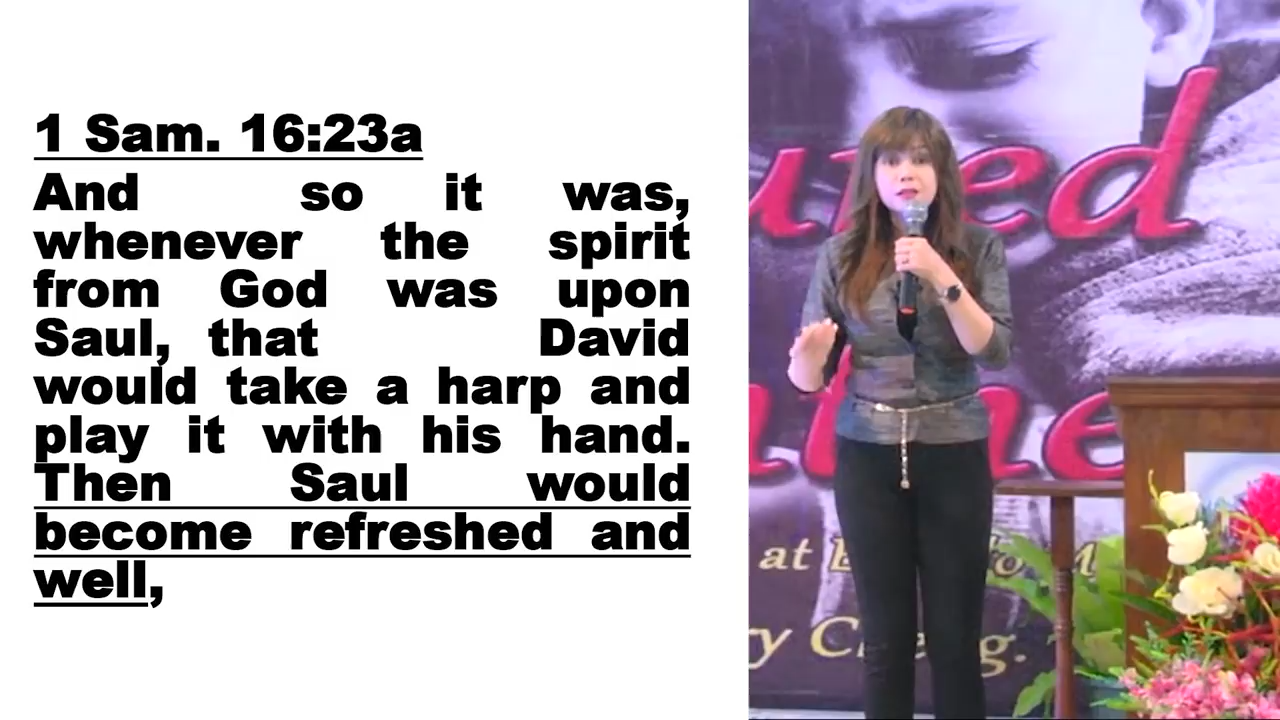 1 Sam. 16:23a
And so it was,
whenever the spirit
from God was upon
Saul, that David
would take a harp and
play it with his hand.
Then Saul would
become refreshed and
well,
at